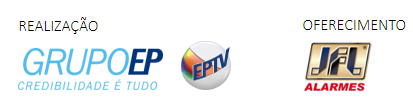 REALIZAÇÃO
OFERECIMENTO
GRUPOEP
CREDIBILIDADE É TUDO
EPTV
JFL
ALARMES